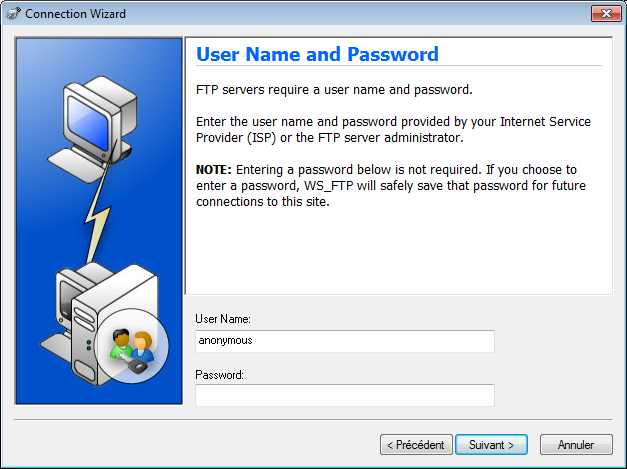 Connection Wizard
User Name and Password
FTP servers require a user name and password.
Enter the user name and password provided by your Internet Service
Provider (ISP) or the FTP server administrator.
NOTE: Entering a password below is not required. If you choose to
enter a password, WS_FTP will safely save that password for future
connections to this site.
User Name:
anonymous
Password:
< Précédent
Suivant >
Annuler